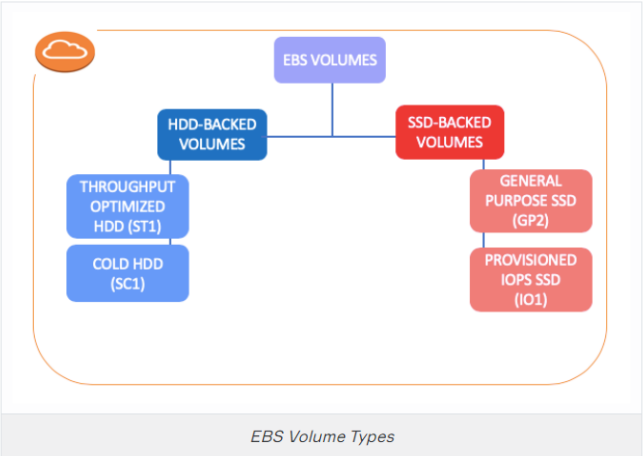 EBS VOLUMES
HDD-BACKED
VOLUMES
SSD-BACKED
VOLUMES
THROUGHPUT
OPTIMIZED
HDD (ST1)
COLD HDD
(SC1)
GENERAL
PURPOSE SSD
(GP2)
PROVISIONED
IOPS SSD
(IO1)
EBS Volume Types